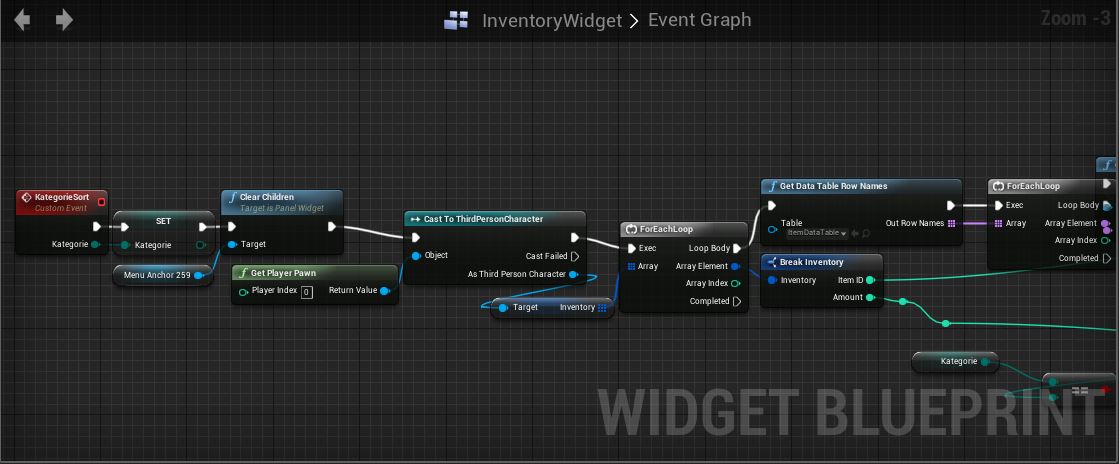 InventoryWidget > Event Graph
Zoom -3
KategorieSort
Custom Event
Kategorie
SET
Kategorie
Menu Anchor 259
Clear Children
Target is Panel Widget
Target
Get Player Pawn
Player Index 0
Return Value
Cast To ThirdPersonCharacter
Object
Cast Failed
As Third Person Character
Target
Inventory
ForEachLoop
Exec
Loop Body
Array
Array Element
Array Index
Completed
Get Data Table Row Names
Table
ItemDataTable
Out Row Names
Break Inventory
Inventory
Item ID
Amount
ForEachLoop
Exec
Loop Body
Array
Array Element
Array Index
Completed
Kategorie
==
WIDGET BLUEPRINT